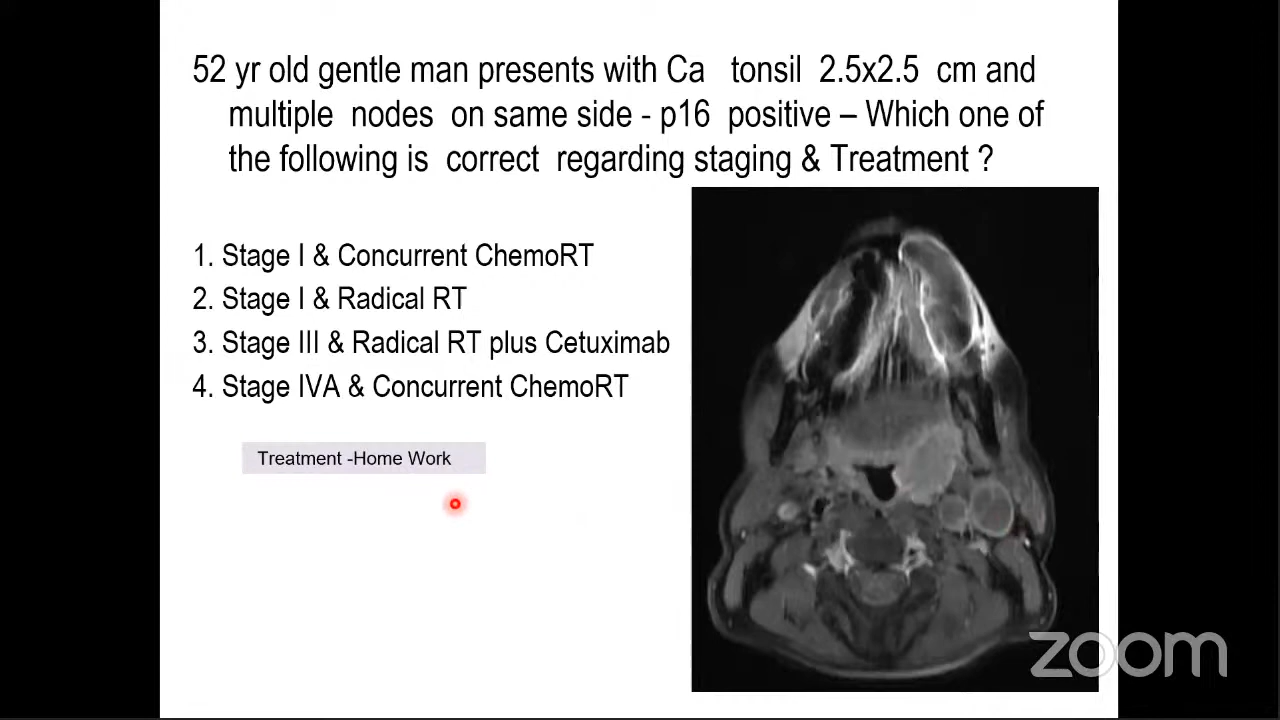 52 yr old gentle man presents with Ca tonsil 2.5x2.5 cm and
multiple nodes on same side - p16 positive – Which one of
the following is correct regarding staging & Treatment ?
1. Stage I & Concurrent ChemoRT
2. Stage I & Radical RT
3. Stage III & Radical RT plus Cetuximab
4. Stage IVA & Concurrent ChemoRT
Treatment -Home Work
zoom